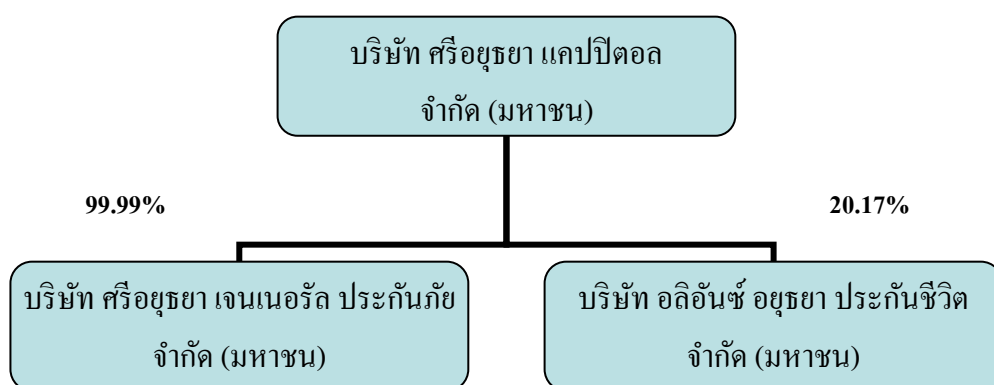 บริษัท ศรีอยุธยา แคปปิตอล
จำกัด (มหาชน)
99.99%
20.17%
บริษัท ศรีอยุธยา เจนเนอรัล ประกันภัย
จำกัด (มหาชน)
บริษัท อลิอันซ์ อยุธยา ประกันชีวิต
จำกัด (มหาชน)